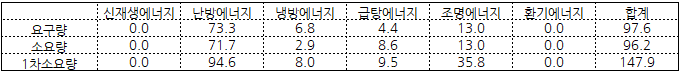 신재생에너지 난방에너지 냉방에너지 급탕에너지 조명에너지 환기에너지 합계
요구량 0.0 73.3 6.8 4.4 13.0 0.0 97.6
소요량 0.0 71.7 2.9 8.6 13.0 0.0 96.2
1차소요량 0.0 94.6 8.0 9.5 35.8 0.0 147.9